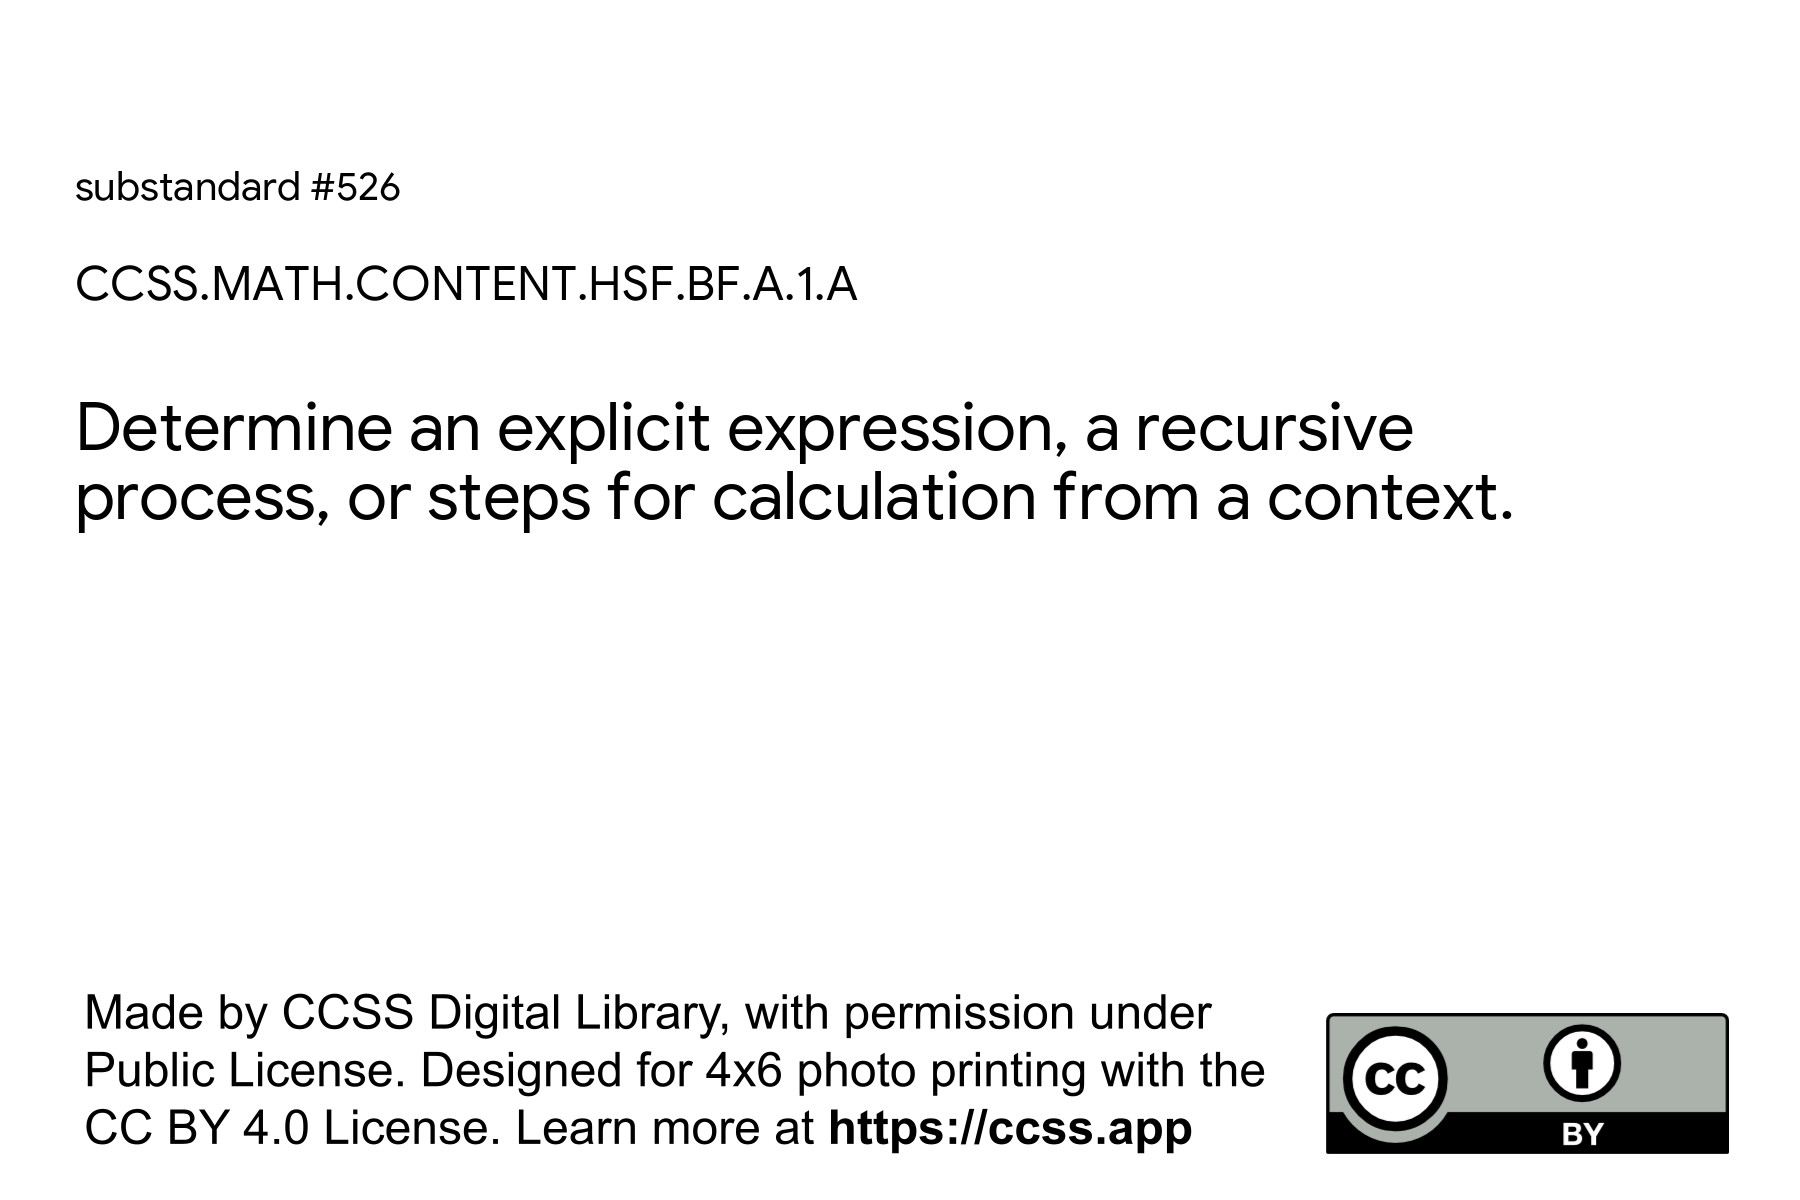 substandard #526
CCSS.MATH.CONTENT.HSF.BF.A.1.A
Determine an explicit expression, a recursive
process, or steps for calculation from a context.
Made by CCSS Digital Library, with permission under
Public License. Designed for 4x6 photo printing with the
CC BY 4.0 License. Learn more at https://ccss.app
CC
BY